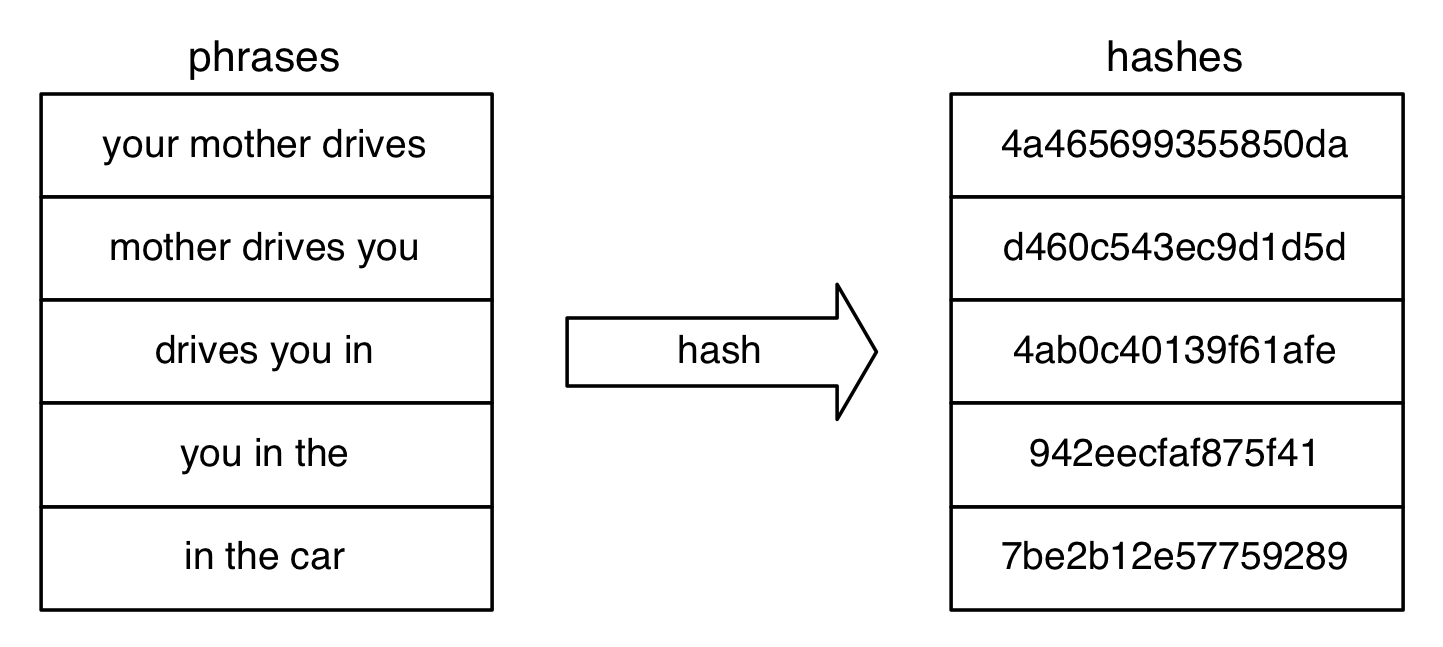 phrases
your mother drives
mother drives you
drives you in
you in the
in the car
hash
hashes
4a465699355850da
d460c543ec9d1d5d
4ab0c40139f61afe
942eecfaf875f41
7be2b12e57759289